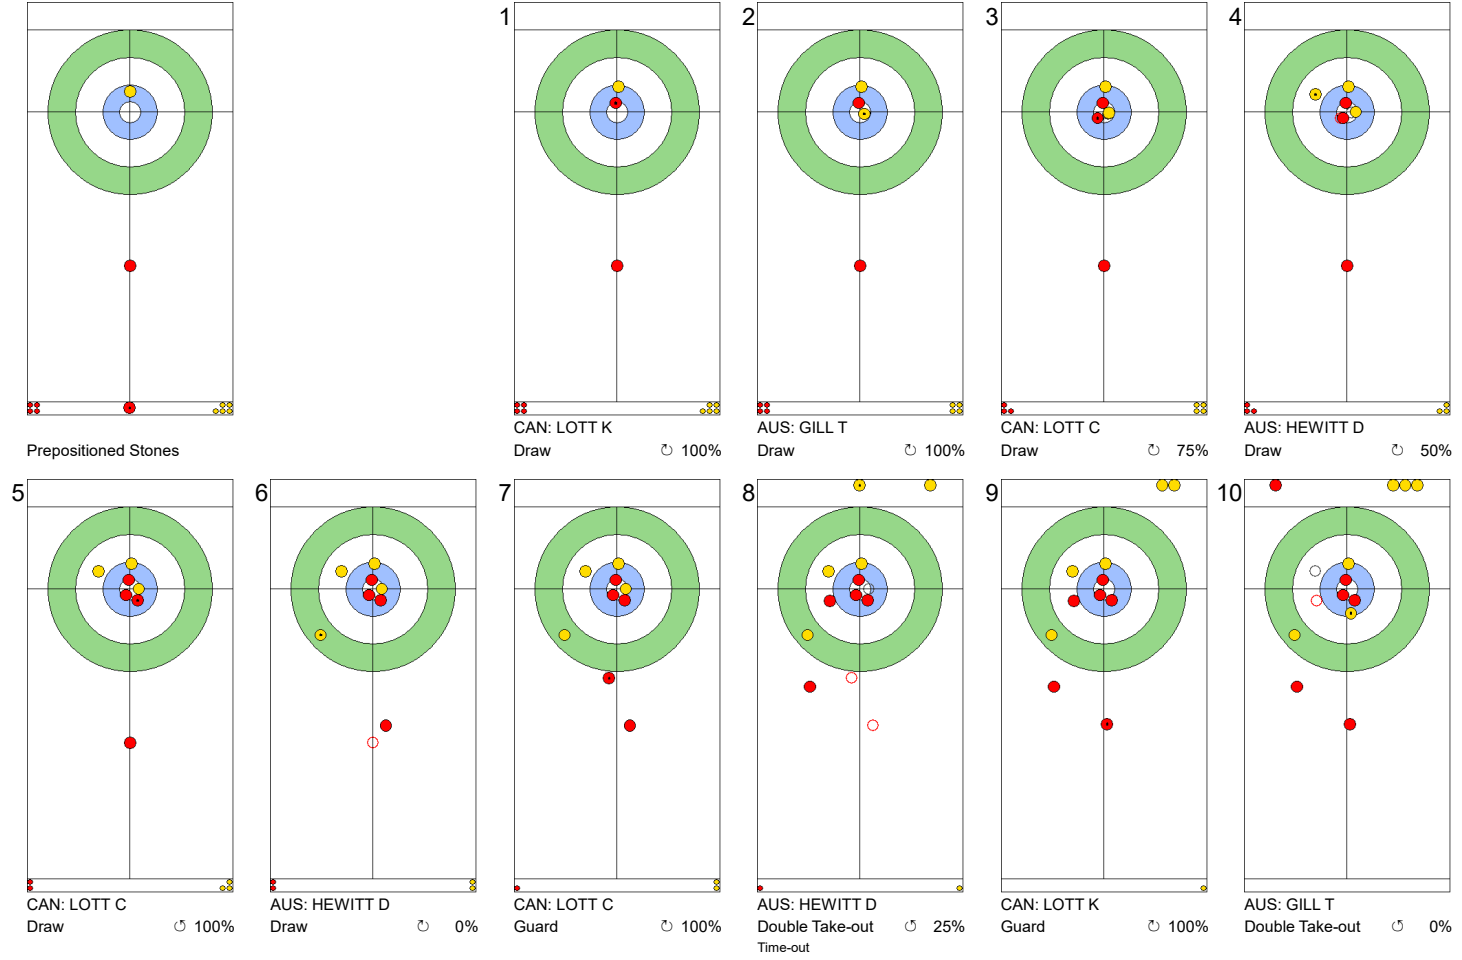 1 2 3 4
Prepositioned Stones
CAN: LOTT K
Draw ↻ 100%
AUS: GILL T
Draw ↻ 100%
CAN: LOTT C
Draw ↻ 75%
AUS: HEWITT D
Draw ↻ 50%
5 6 7 8 9 10
CAN: LOTT C
Draw ↺ 100%
AUS: HEWITT D
Draw ↻ 0%
CAN: LOTT C
Guard ↻ 100%
AUS: HEWITT D
Double Take-out ↺ 25%
Time-out
CAN: LOTT K
Guard ↻ 100%
AUS: GILL T
Double Take-out ↺ 0%